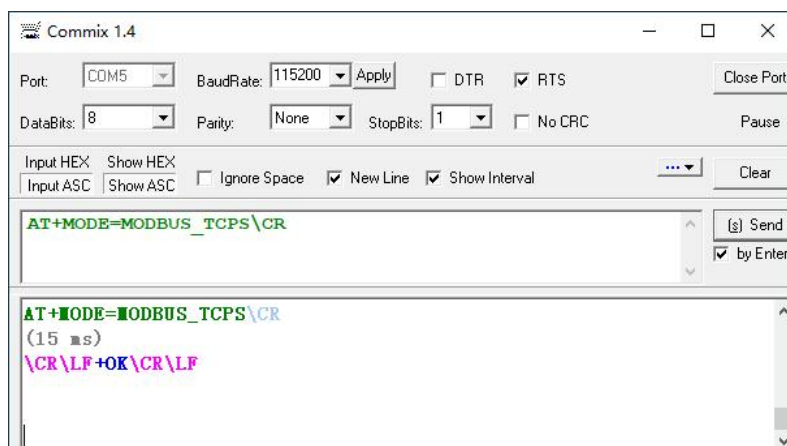 Commix 1.4
Port: COM5 BaudRate: 115200 Apply DTR RTS Close Port
DataBits: 8 Parity: None StopBits: 1 No CRC Pause
Input HEX Show HEX
Input ASC Show ASC Ignore Space New Line Show Interval ... Clear
AT+MODE=MODBUS_TCPS\CR
(s) Send
by Enter
AT+MODE=MODBUS_TCPS\CR
(15 ms)
\CR\LF+OK\CR\LF